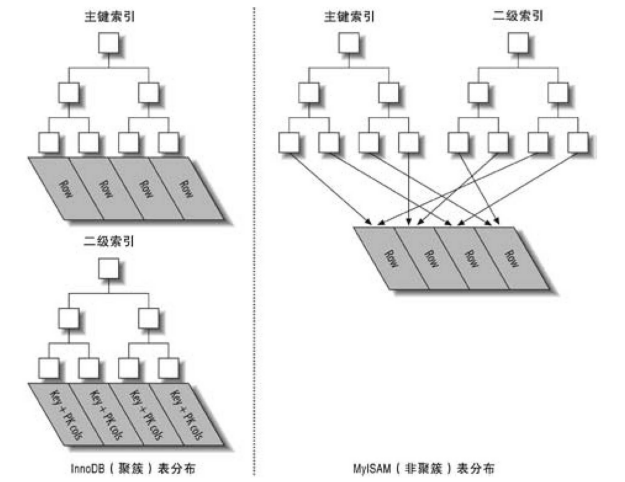 主键索引
Row
Row
Row
Row
二级索引
Key + PK cols
Key + PK cols
Key + PK cols
Key + PK cols
InnoDB（聚簇）表分布
主键索引
二级索引
Row
Row
Row
Row
MyISAM（非聚簇）表分布